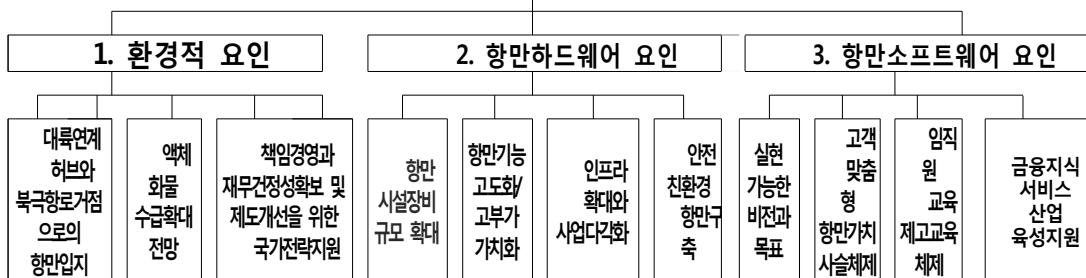 1. 환경적 요인
2. 항만하드웨어 요인
3. 항만소프트웨어 요인
대륙연계
허브와
북극항로거점
으로의
항만입지
액체
화물
수급확대
전망
책임경영과
재무건정성확보 및
제도개선을 위한
국가전략지원
항만
시설장비
규모 확대
항만기능
고도화/
고부가
가치화
인프라
확대와
사업다각화
안전
친환경
항만구
축
실현
가능한
비전과
목표
고객
맞춤
형
항만가치
사슬체제
임직
원
교육
제고교육
체제
금융지식
서비스
산업
육성지원